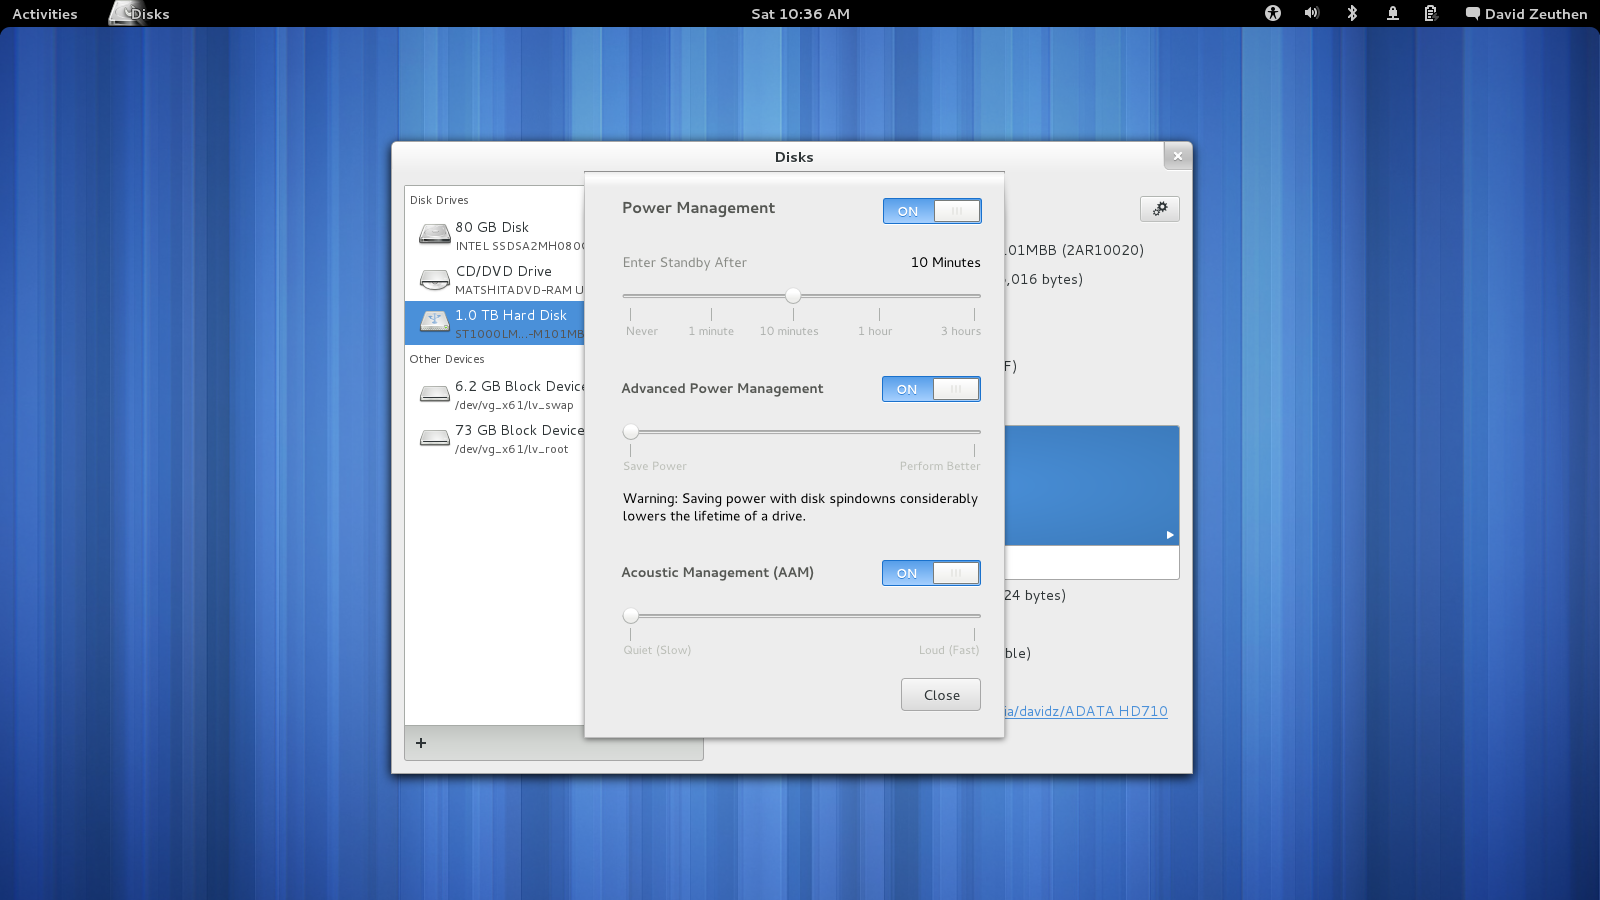 Activities Disks Sat 10:36 AM David Zeuthen
Disks
Disk Drives
80 GB Disk
INTEL SSDSA2MH080
CD/DVD Drive
MATSHITADVD-RAM U
1.0 TB Hard Disk
ST1000LM...-M101MB
Other Devices
6.2 GB Block Device
/dev/vg_x61/lv_swap
73 GB Block Device
/dev/vg_x61/lv_root
+
Power Management ON
Enter Standby After 10 Minutes
Never 1 minute 10 minutes 1 hour 3 hours
Advanced Power Management ON
Save Power Perform Better
Warning: Saving power with disk spindowns considerably
lowers the lifetime of a drive.
Acoustic Management (AAM) ON
Quiet (Slow) Loud (Fast)
Close
01MBB (2AR10020)
,016 bytes)
F)
24 bytes)
ble)
ia/davidz/ADATA HD710